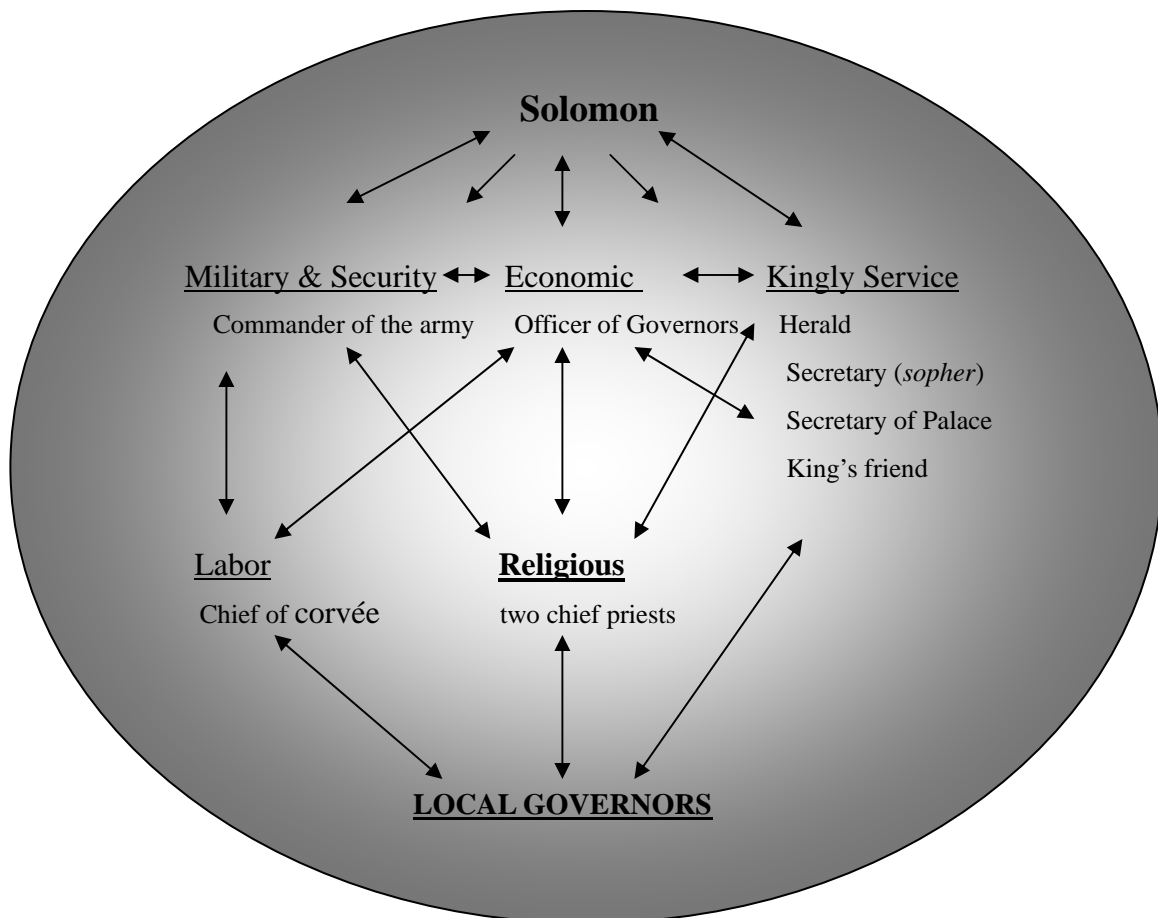 Solomon
Military & Security
Economic
Kingly Service
Commander of the army
Officer of Governors
Herald
Secretary (sopher)
Secretary of Palace
King’s friend
Labor
Religious
Chief of corvée
two chief priests
LOCAL GOVERNORS